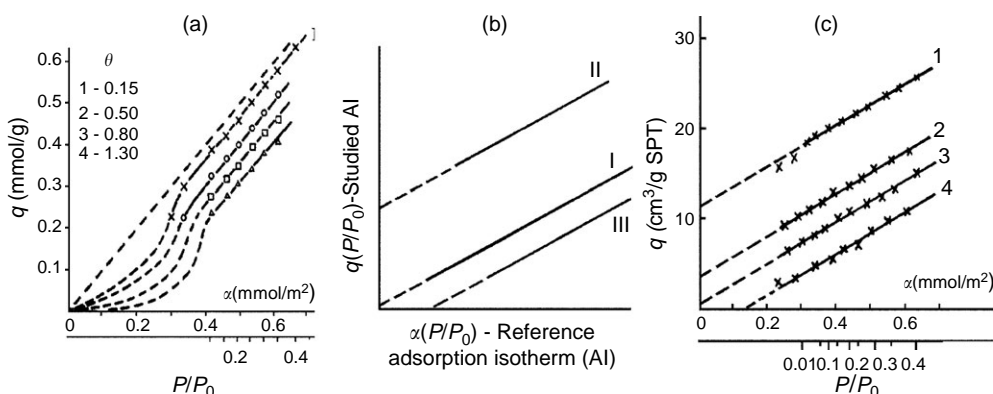 (a)
0.6
0.5
0.4
0.3
0.2
0.1
q (mmol/g)
θ
1 - 0.15
2 - 0.50
3 - 0.80
4 - 1.30
α(mmol/m²)
0 0.2 0.4 0.6
0.2 0.4
P/P₀
(b)
q(P/P₀)-Studied AI
II
I
III
α(P/P₀) - Reference
adsorption isotherm (AI)
(c)
30
20
10
q (cm³/g SPT)
1
2
3
4
α(mmol/m²)
0 0.2 0.4 0.6
0.01 0.1 0.2 0.3 0.4
P/P₀